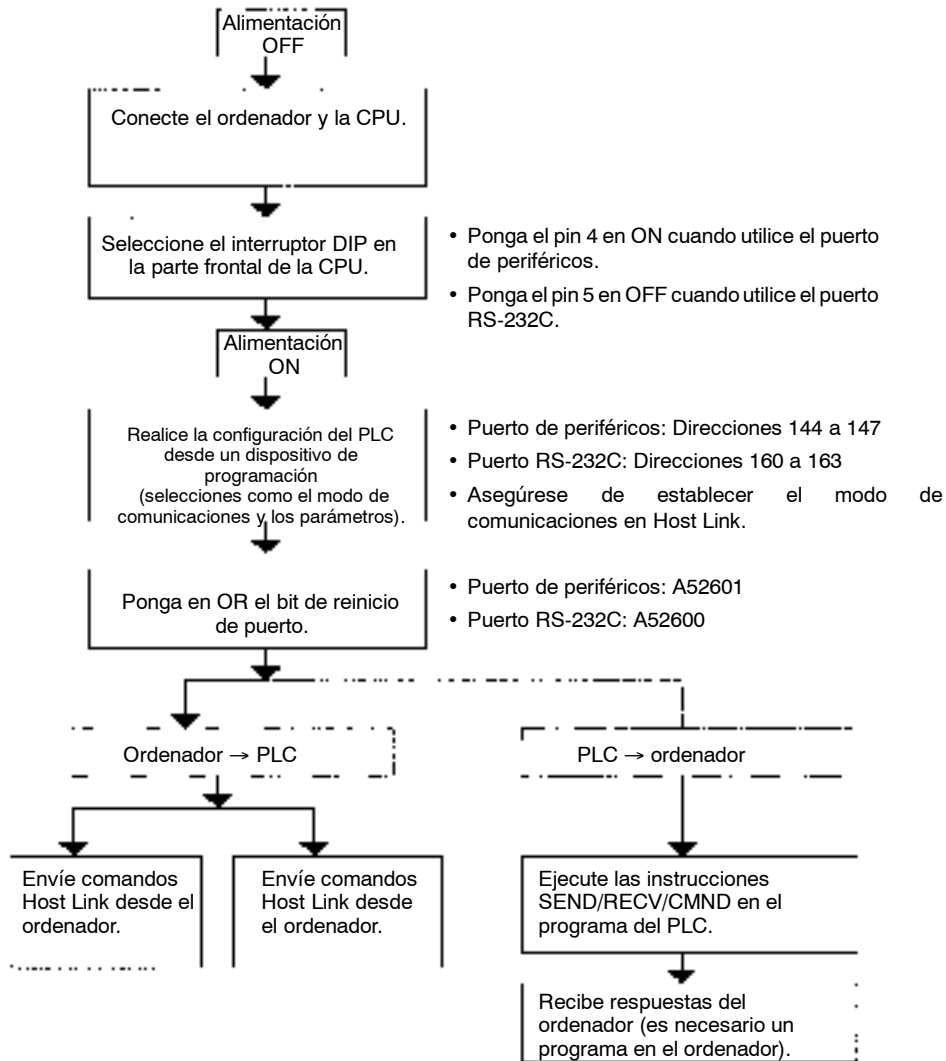 Alimentación
OFF
Conecte el ordenador y la CPU.
Seleccione el interruptor DIP en
la parte frontal de la CPU.
• Ponga el pin 4 en ON cuando utilice el puerto
de periféricos.
• Ponga el pin 5 en OFF cuando utilice el puerto
RS-232C.
Alimentación
ON
Realice la configuración del PLC
desde un dispositivo de
programación
(selecciones como el modo de
comunicaciones y los parámetros).
• Puerto de periféricos: Direcciones 144 a 147
• Puerto RS-232C: Direcciones 160 a 163
• Asegúrese de establecer el modo de
comunicaciones en Host Link.
Ponga en OR el bit de reinicio
de puerto.
• Puerto de periféricos: A52601
• Puerto RS-232C: A52600
Ordenador → PLC
PLC → ordenador
Envíe comandos
Host Link desde el
ordenador.
Envíe comandos
Host Link desde
el ordenador.
Ejecute las instrucciones
SEND/RECV/CMND en el
programa del PLC.
Recibe respuestas del
ordenador (es necesario un
programa en el ordenador).